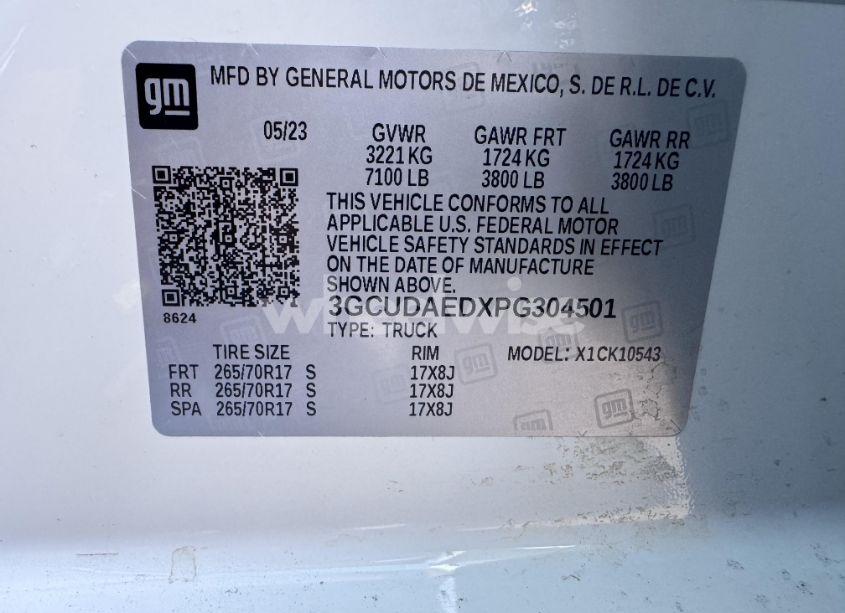 gm MFD BY GENERAL MOTORS DE MEXICO, S. DE R.L. DE C.V.
05/23 GVWR GAWR FRT GAWR RR
3221 KG 1724 KG 1724 KG
7100 LB 3800 LB 3800 LB
THIS VEHICLE CONFORMS TO ALL
APPLICABLE U.S. FEDERAL MOTOR
VEHICLE SAFETY STANDARDS IN EFFECT
ON THE DATE OF MANUFACTURE
SHOWN ABOVE.
3GCUDAEDXPG304501
8624
TYPE: TRUCK
TIRE SIZE RIM MODEL: X1CK10543
FRT 265/70R17 S 17X8J
RR 265/70R17 S 17X8J
SPA 265/70R17 S 17X8J
gm
gm